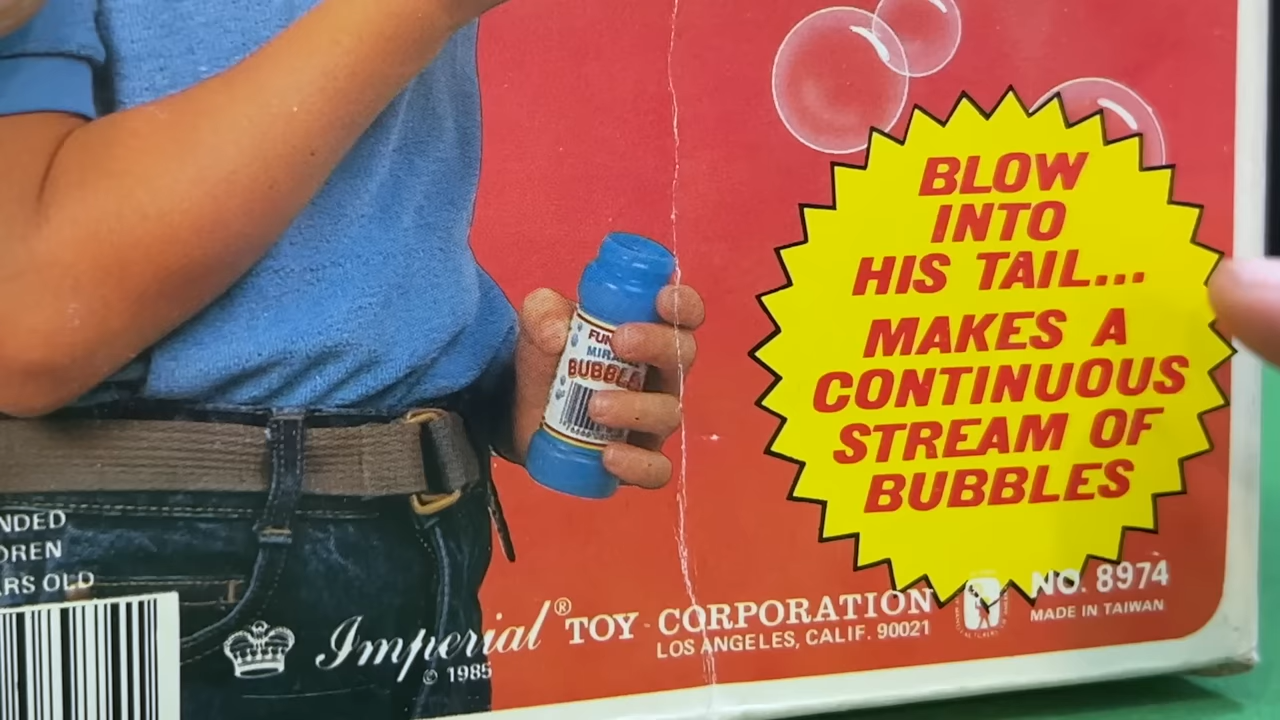 BLOW
INTO
HIS TAIL...
MAKES A
CONTINUOUS
STREAM OF
BUBBLES
BUBBLE
NDED
DREN
ARS OLD
Imperial® TOY CORPORATION
© 1985
LOS ANGELES, CALIF. 90021
NO. 8974
MADE IN TAIWAN